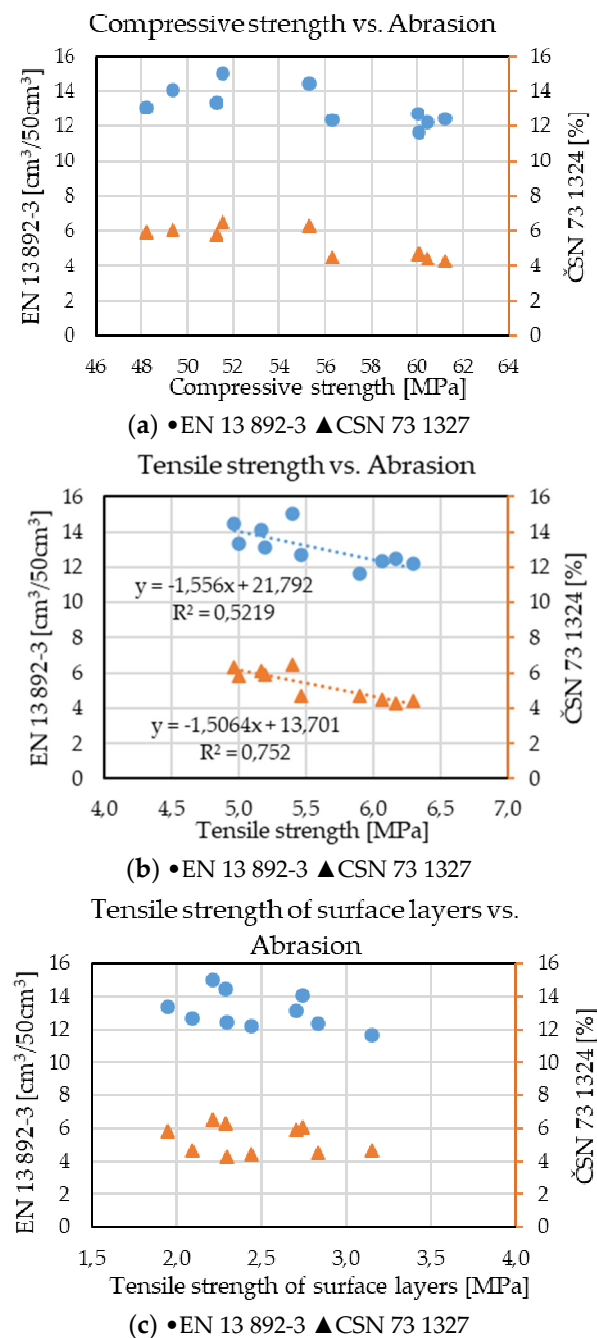 Compressive strength vs. Abrasion
EN 13 892-3 [cm³/50cm³]
16
14
12
10
8
6
4
2
0
16
14
12
10
8
6
4
2
0
ČSN 73 1324 [%]
46 48 50 52 54 56 58 60 62 64
Compressive strength [MPa]
(a) •EN 13 892-3 ▲CSN 73 1327
Tensile strength vs. Abrasion
EN 13 892-3 [cm³/50cm³]
16
14
12
10
8
6
4
2
0
y = -1,556x + 21,792
R² = 0,5219
y = -1,5064x + 13,701
R² = 0,752
16
14
12
10
8
6
4
2
0
ČSN 73 1324 [%]
4,0 4,5 5,0 5,5 6,0 6,5 7,0
Tensile strength [MPa]
(b) •EN 13 892-3 ▲CSN 73 1327
Tensile strength of surface layers vs.
Abrasion
EN 13 892-3 [cm³/50cm³]
16
14
12
10
8
6
4
2
0
16
14
12
10
8
6
4
2
0
ČSN 73 1324 [%]
1,5 2,0 2,5 3,0 3,5 4,0
Tensile strength of surface layers [MPa]
(c) •EN 13 892-3 ▲CSN 73 1327